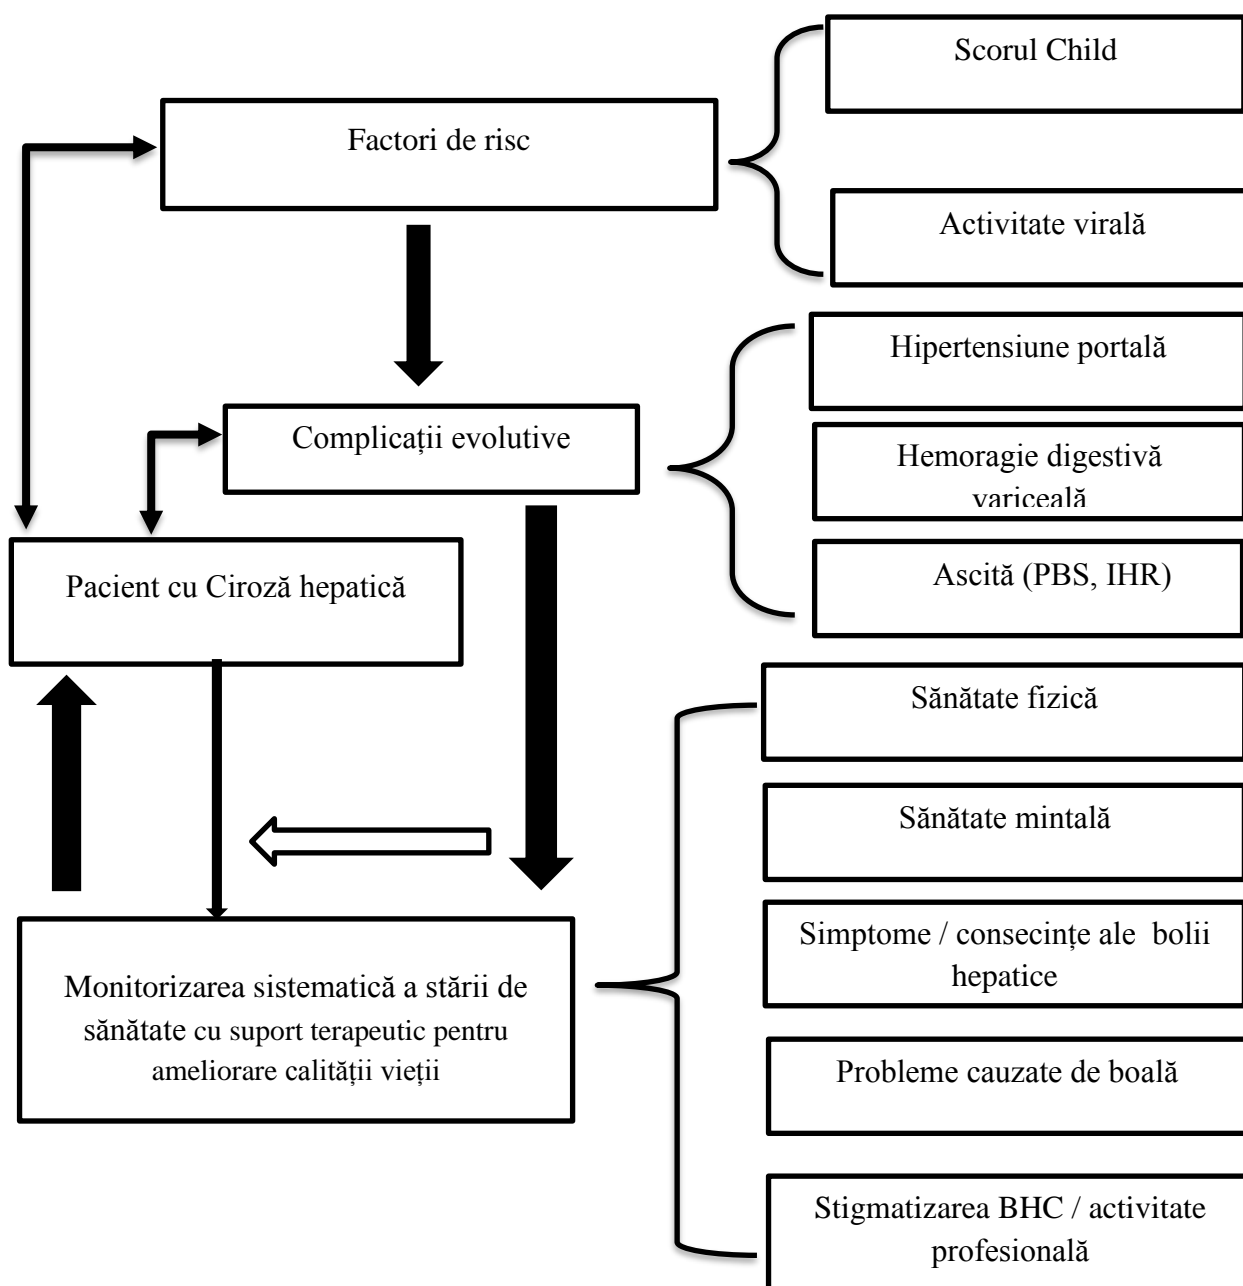 Scorul Child
Factori de risc
Activitate virală
Hipertensiune portală
Complicații evolutive
Hemoragie digestivă
variceală
Ascită (PBS, IHR)
Pacient cu Ciroză hepatică
Sănătate fizică
Sănătate mintală
Simptome / consecințe ale bolii
hepatice
Monitorizarea sistematică a stării de
sănătate cu suport terapeutic pentru
ameliorare calității vieții
Probleme cauzate de boală
Stigmatizarea BHC / activitate
profesională